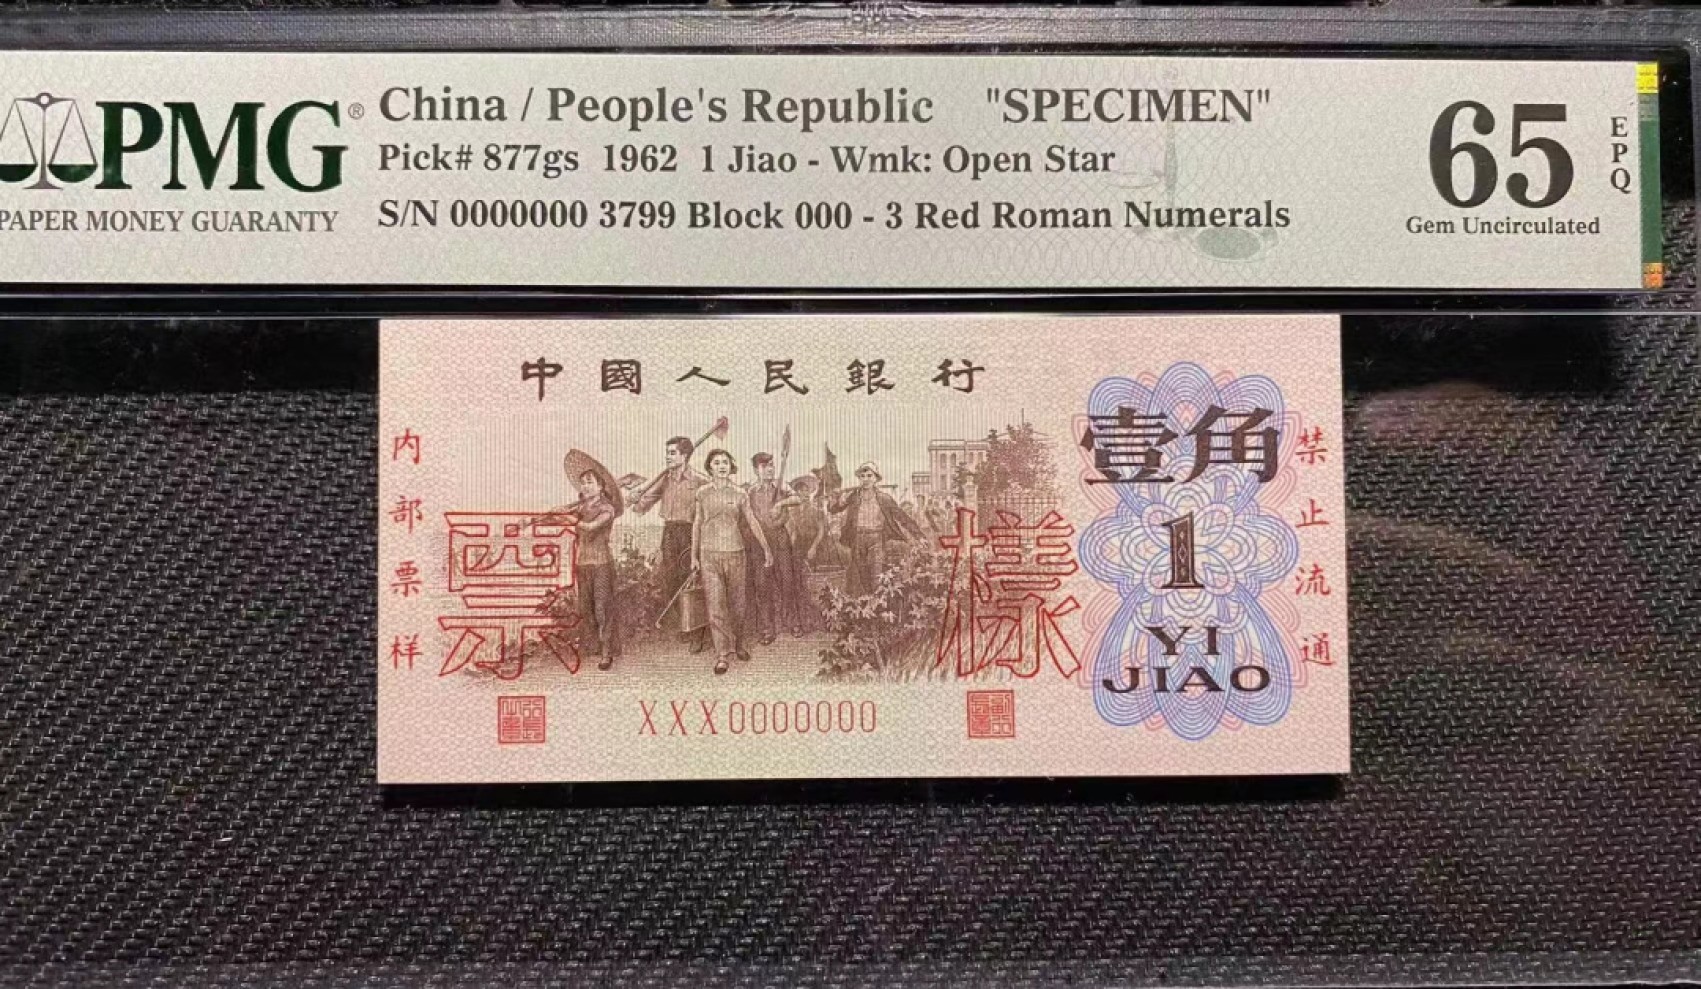 PMG®
PAPER MONEY GUARANTY
China / People's Republic "SPECIMEN"
Pick# 877gs 1962 1 Jiao - Wmk: Open Star
S/N 0000000 3799 Block 000 - 3 Red Roman Numerals
65
Gem Uncirculated
EPQ
中國人民銀行
内部票样
票樣
壹角
1
YI
JIAO
禁止流通
XXX0000000